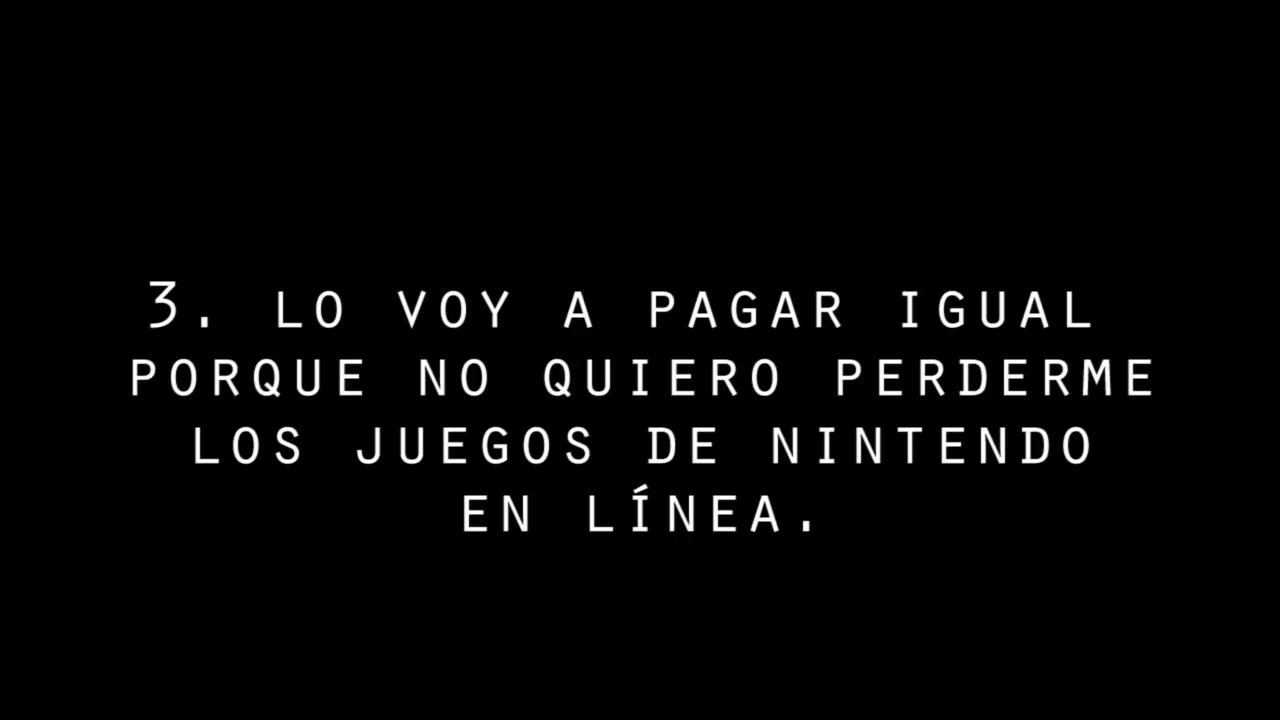 3. LO VOY A PAGAR IGUAL
PORQUE NO QUIERO PERDERME
LOS JUEGOS DE NINTENDO
EN LÍNEA.